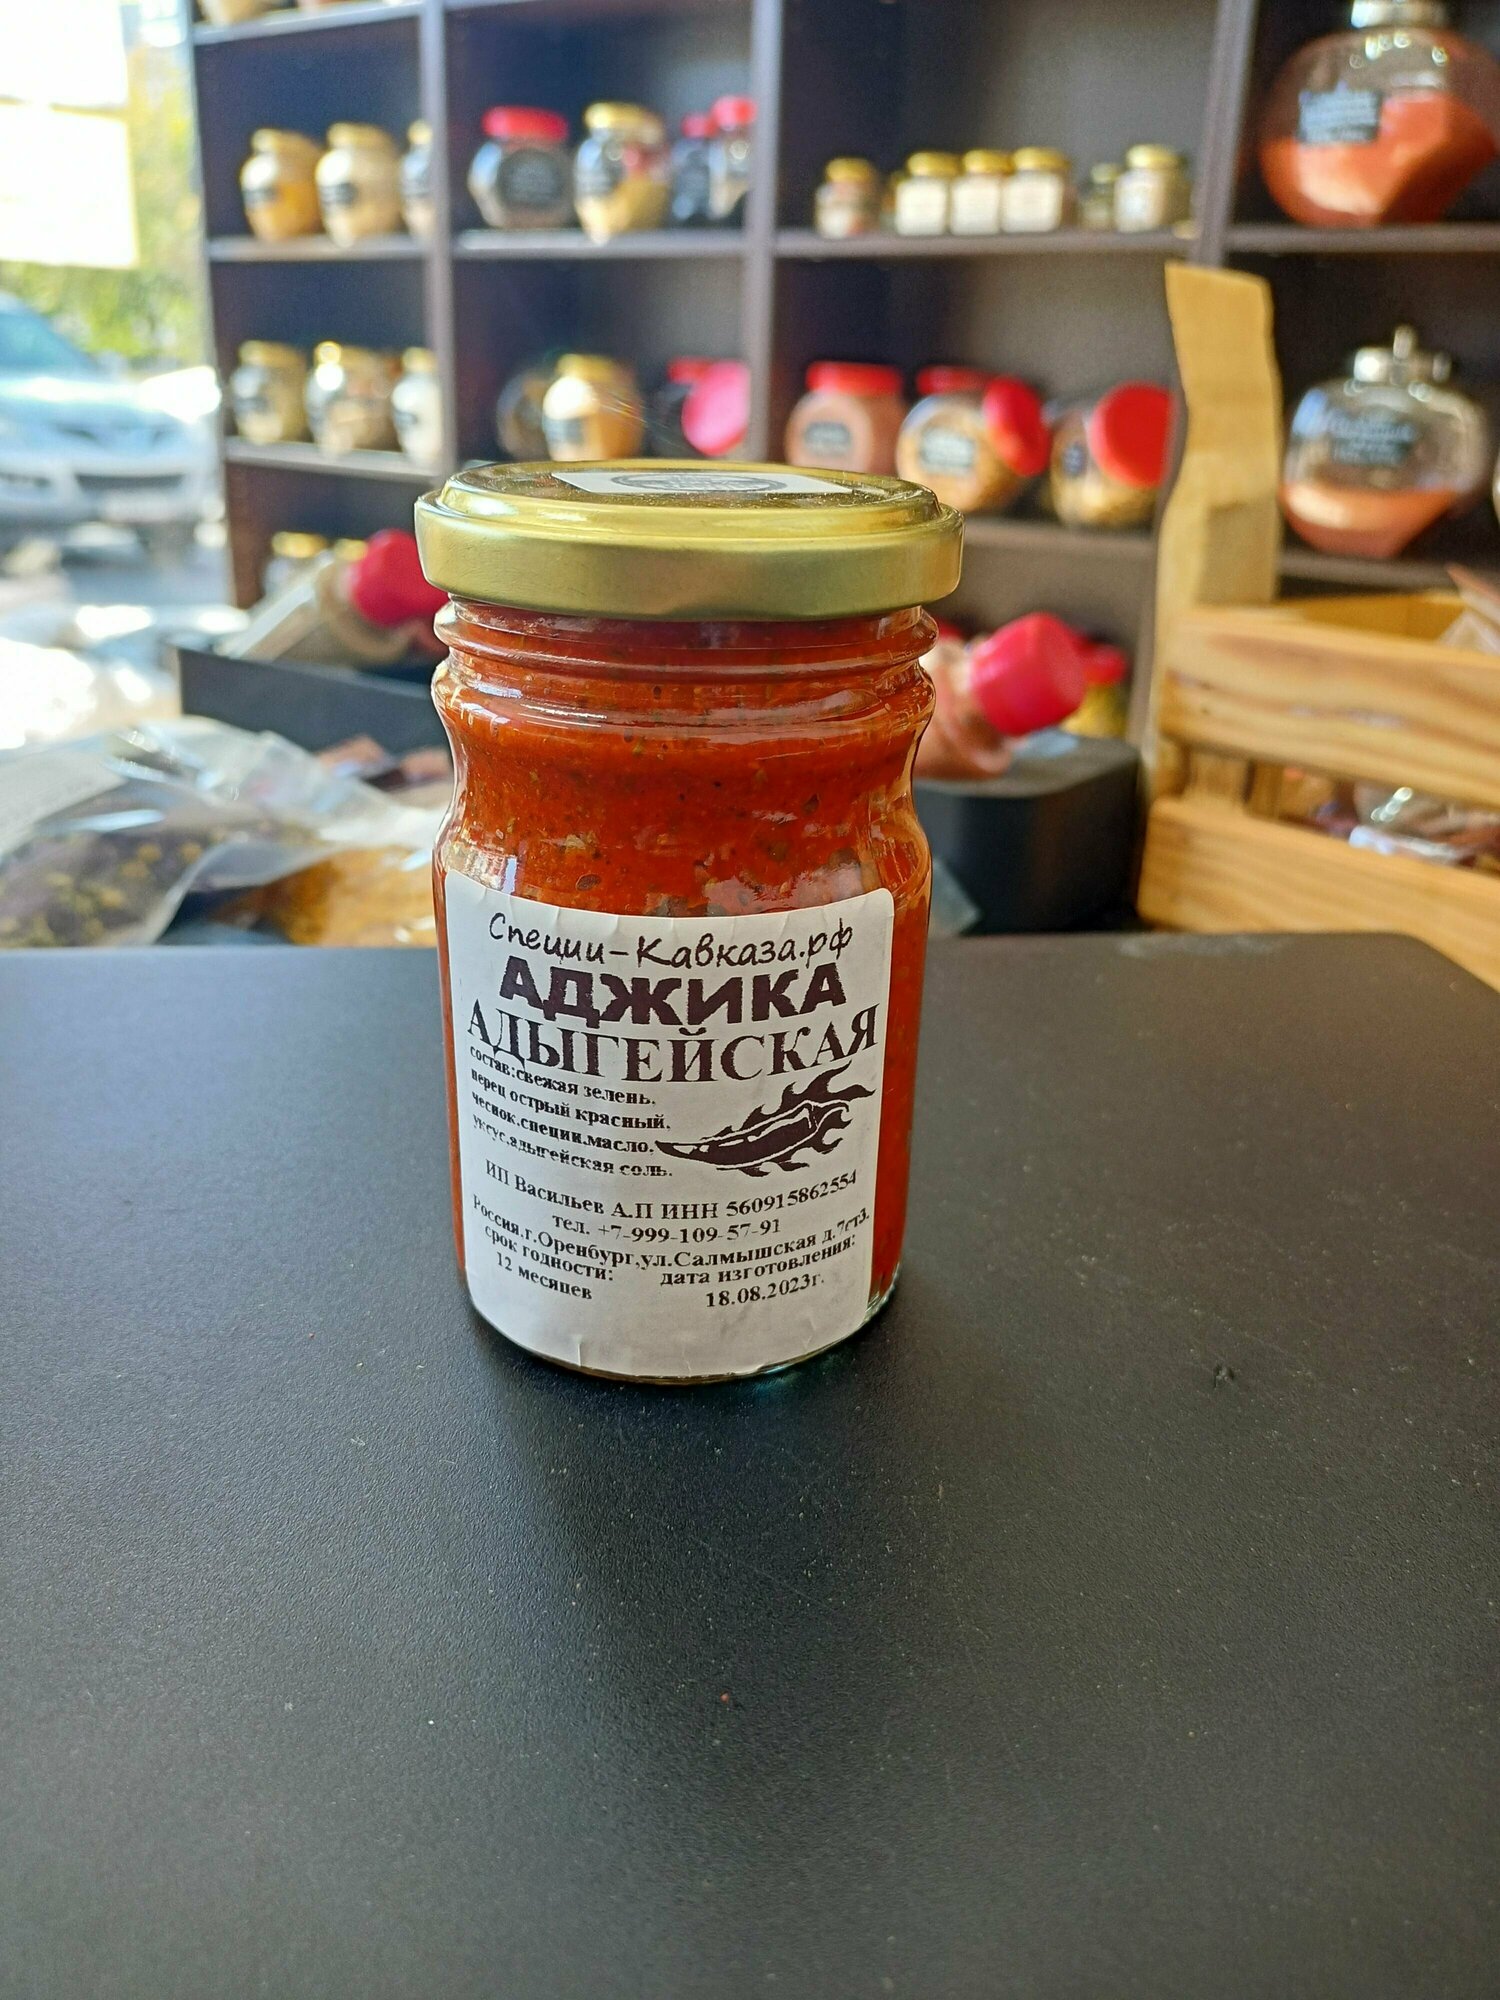 Специи-Кавказа.рф
АДЖИКА
АДЫГЕЙСКАЯ
состав:свежая зелень,
перец острый красный,
чеснок,специи,масло,
уксус,адыгейская соль.
ИП Васильев А.П ИНН 560915862554
тел. +7-999-109-57-91
Россия,г.Оренбург,ул.Салмышская д.7ст3.
срок годности:
12 месяцев
дата изготовления:
18.08.2023г.